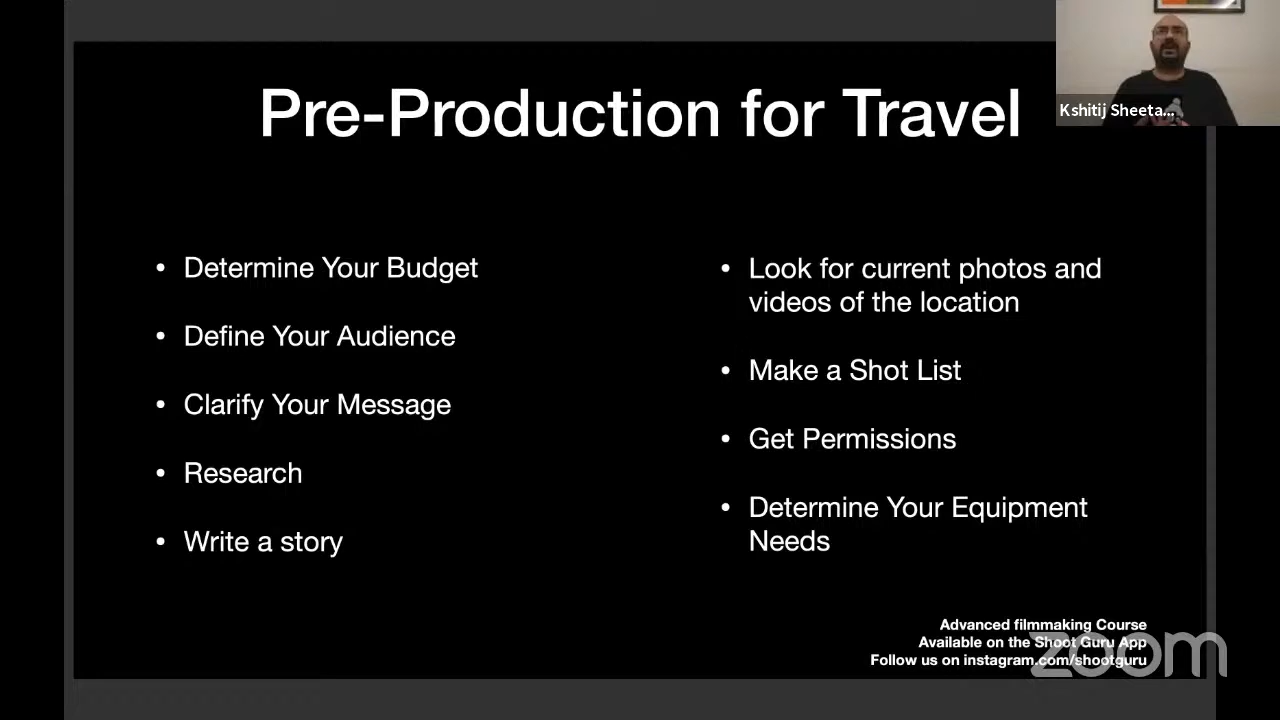 Pre-Production for Travel
Kshitij Sheeta...
• Determine Your Budget
• Define Your Audience
• Clarify Your Message
• Research
• Write a story
• Look for current photos and
videos of the location
• Make a Shot List
• Get Permissions
• Determine Your Equipment
Needs
Advanced filmmaking Course
Available on the Shoot Guru App
Follow us on instagram.com/shootguru
zoom